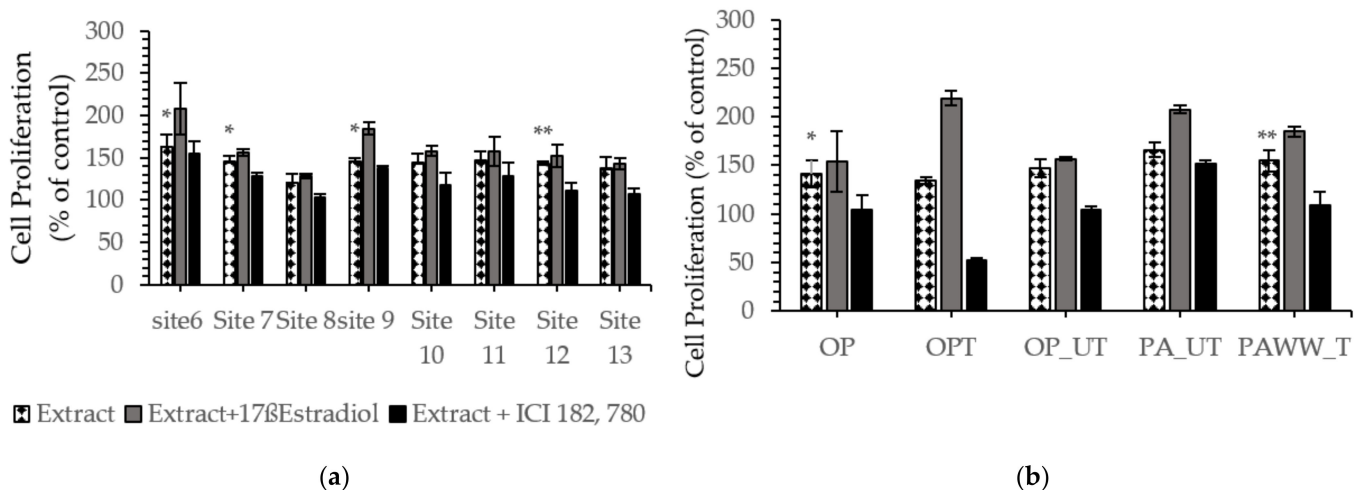 300
250
200
150
100
50
0
Cell Proliferation
(% of control)
* * * **
site6 Site 7 Site 8 site 9 Site Site Site Site
10 11 12 13
Extract Extract+17ßEstradiol Extract + ICI 182, 780
(a)
300
250
200
150
100
50
0
Cell Proliferation (% of control)
* **
OP OPT OP_UT PA_UT PAWW_T
(b)